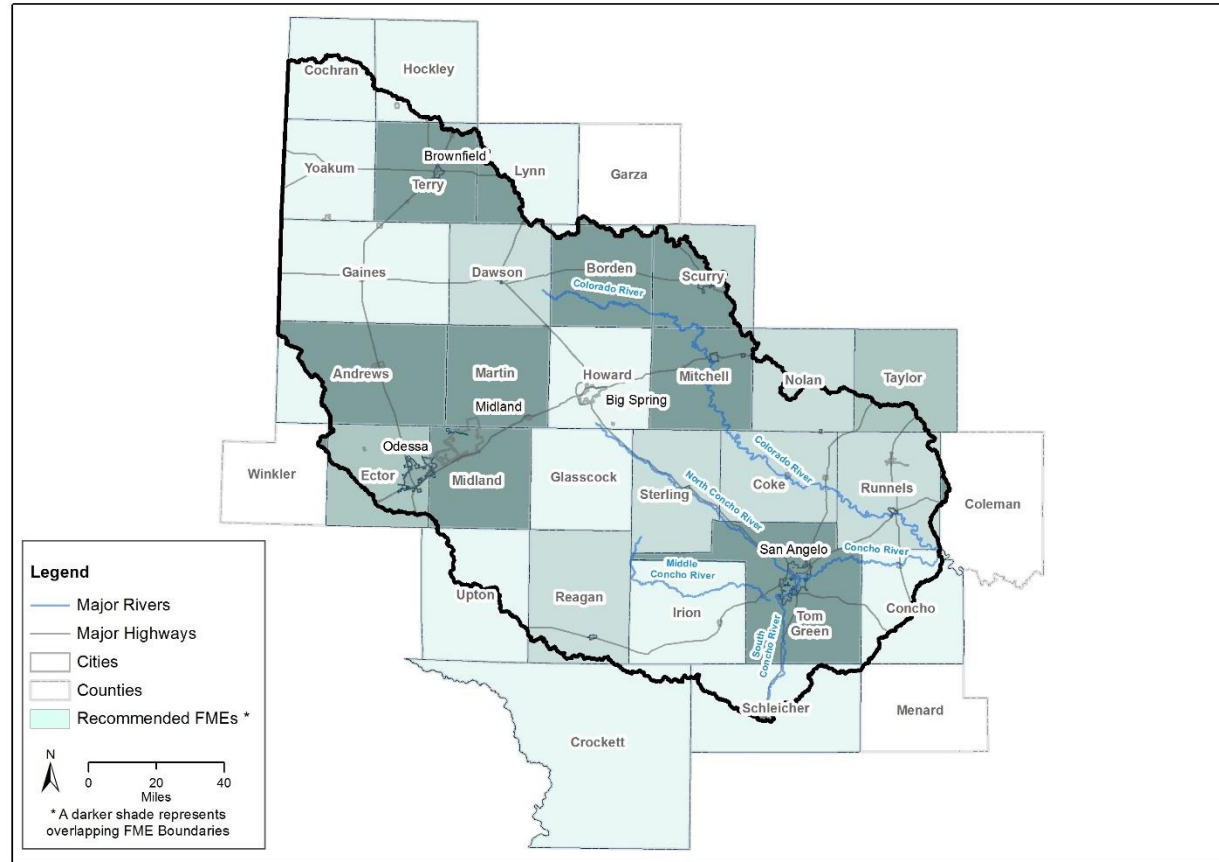 Cochran
Hockley
Yoakum
Brownfield
Terry
Lynn
Garza
Gaines
Dawson
Borden
Scurry
Colorado River
Andrews
Martin
Howard
Mitchell
Nolan
Taylor
Midland
Big Spring
Odessa
Winkler
Ector
Midland
Glasscock
Sterling
North Concho River
Coke
Colorado River
Runnels
Coleman
San Angelo
Concho River
Middle
Concho River
Upton
Reagan
Irion
Tom
Green
South
Concho River
Concho
Schleicher
Menard
Crockett
Legend
Major Rivers
Major Highways
Cities
Counties
Recommended FMEs *
N
0 20 40
Miles
* A darker shade represents
overlapping FME Boundaries